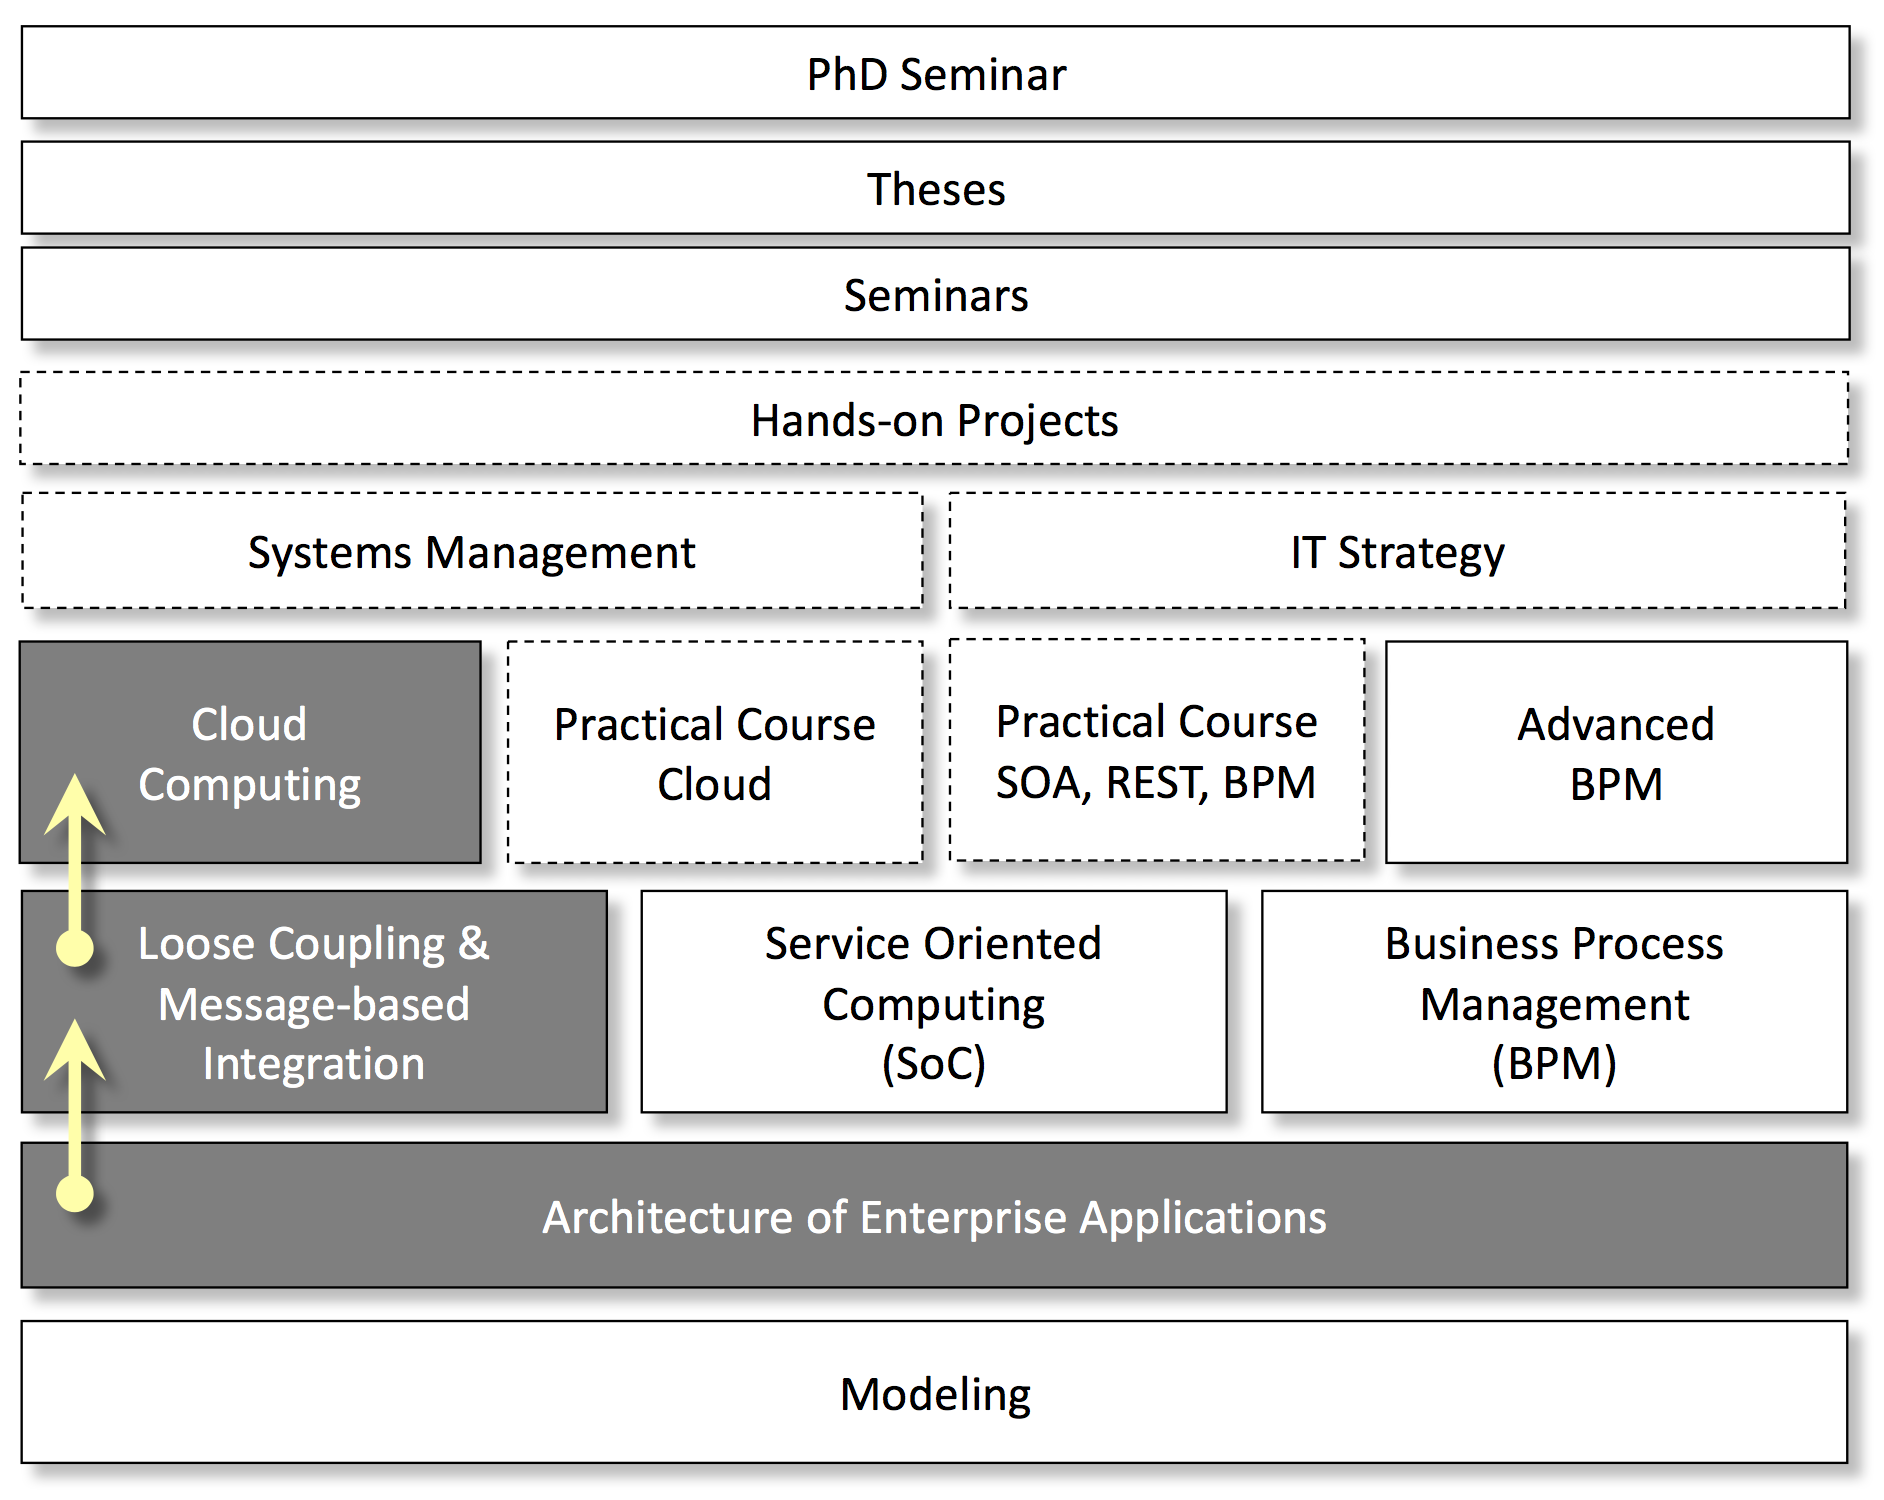 PhD Seminar
Theses
Seminars
Hands-on Projects
Systems Management
IT Strategy
Cloud
Computing
Practical Course
Cloud
Practical Course
SOA, REST, BPM
Advanced
BPM
Loose Coupling &
Message-based
Integration
Service Oriented
Computing
(SoC)
Business Process
Management
(BPM)
Architecture of Enterprise Applications
Modeling